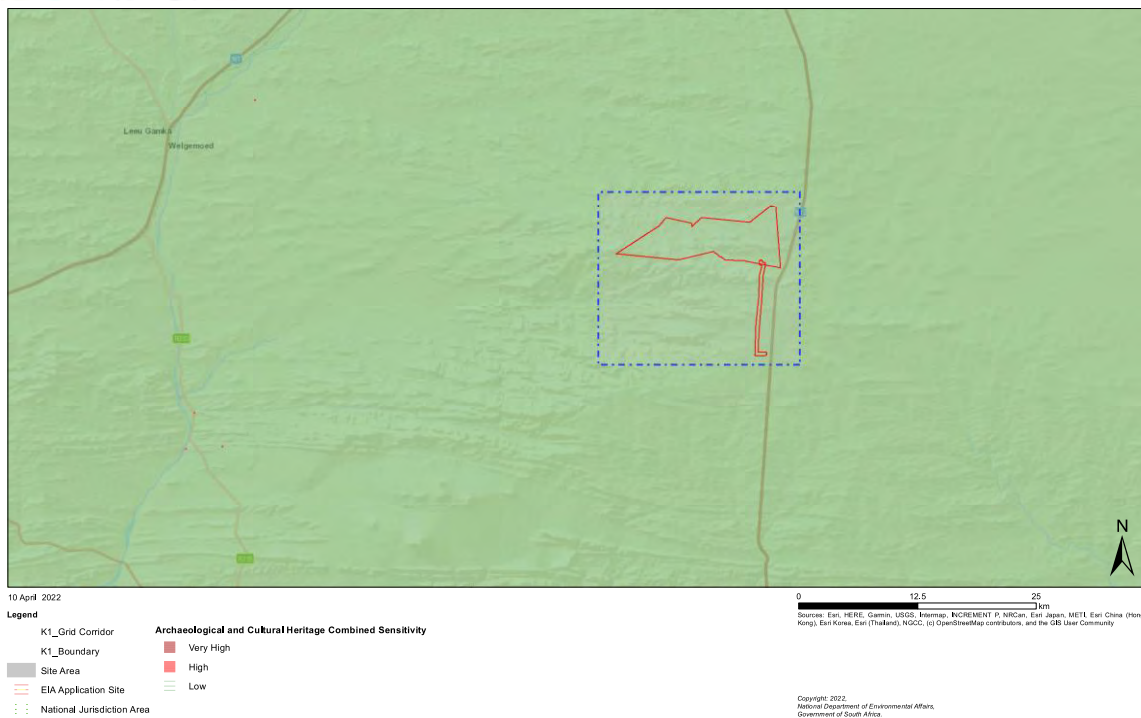 Leeu Gamka
Welgemoed
10 April 2022
Legend
K1_Grid Corridor
K1_Boundary
Site Area
EIA Application Site
National Jurisdiction Area
Archaeological and Cultural Heritage Combined Sensitivity
Very High
High
Low
N
0 12.5 25
km
Sources: Esri, HERE, Garmin, USGS, Intermap, INCREMENT P, NRCan, Esri Japan, METI, Esri China (Hong
Kong), Esri Korea, Esri (Thailand), NGCC, (c) OpenStreetMap contributors, and the GIS User Community
Copyright: 2022,
National Department of Environmental Affairs,
Government of South Africa.